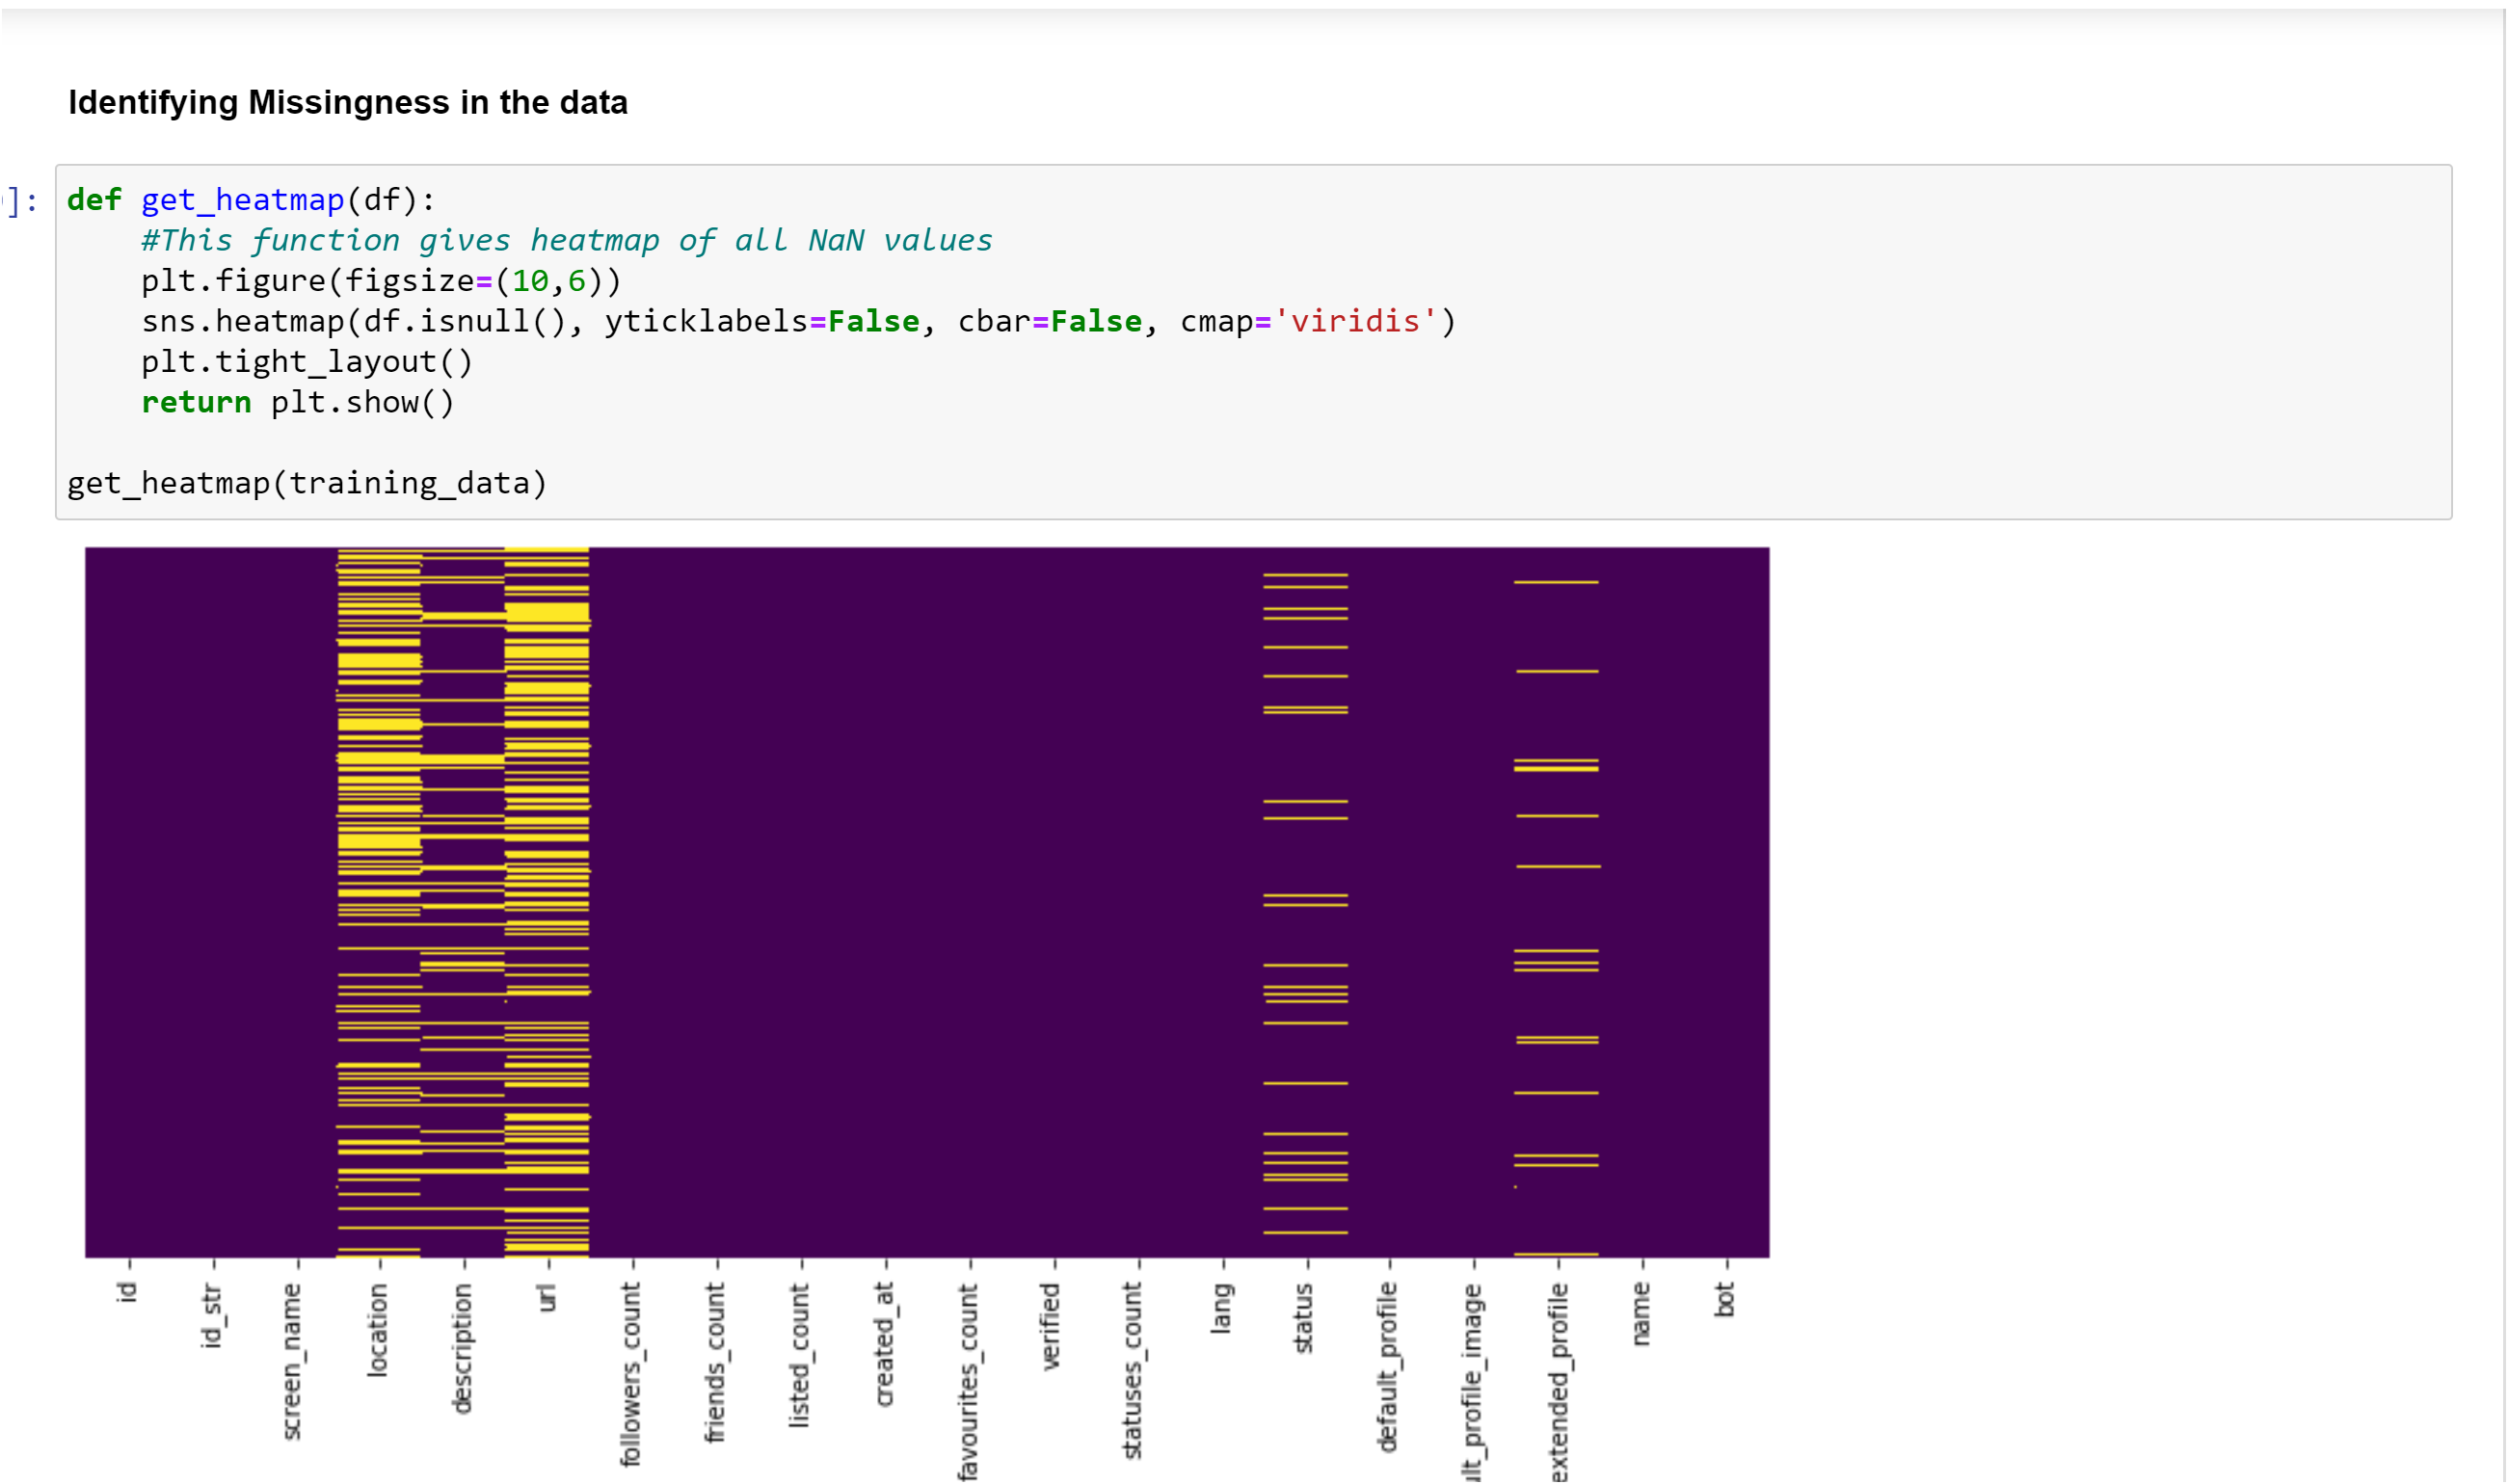 Identifying Missingness in the data
]:
def get_heatmap(df):
#This function gives heatmap of all NaN values
plt.figure(figsize=(10,6))
sns.heatmap(df.isnull(), yticklabels=False, cbar=False, cmap='viridis')
plt.tight_layout()
return plt.show()
get_heatmap(training_data)
id
id_str
screen_name
location
description
url
followers_count
friends_count
listed_count
created_at
favourites_count
verified
statuses_count
lang
status
default_profile
ult_profile_image
extended_profile
name
bot